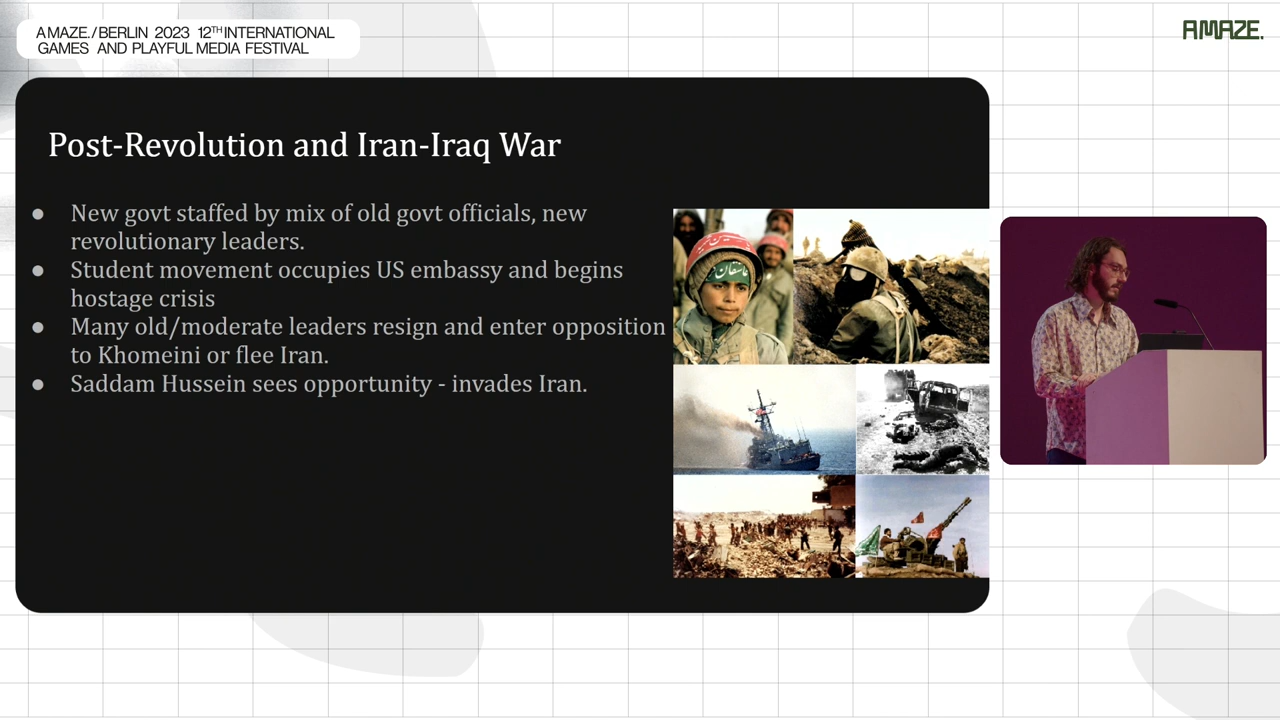 A MAZE. / BERLIN 2023 12TH INTERNATIONAL
GAMES AND PLAYFUL MEDIA FESTIVAL
AMAZE.
Post-Revolution and Iran-Iraq War
● New govt staffed by mix of old govt officials, new
revolutionary leaders.
● Student movement occupies US embassy and begins
hostage crisis
● Many old/moderate leaders resign and enter opposition
to Khomeini or flee Iran.
● Saddam Hussein sees opportunity - invades Iran.
عاشقان